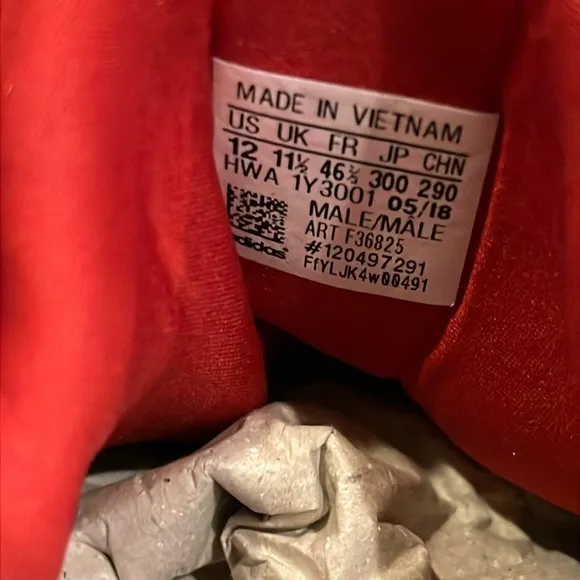 MADE IN VIETNAM
US UK FR JP CHN
12 11½ 46⅔ 300 290
HWA 1Y3001 05/18
MALE/MÂLE
ART F36825
#120497291
FfYLJK4w00491
adidas